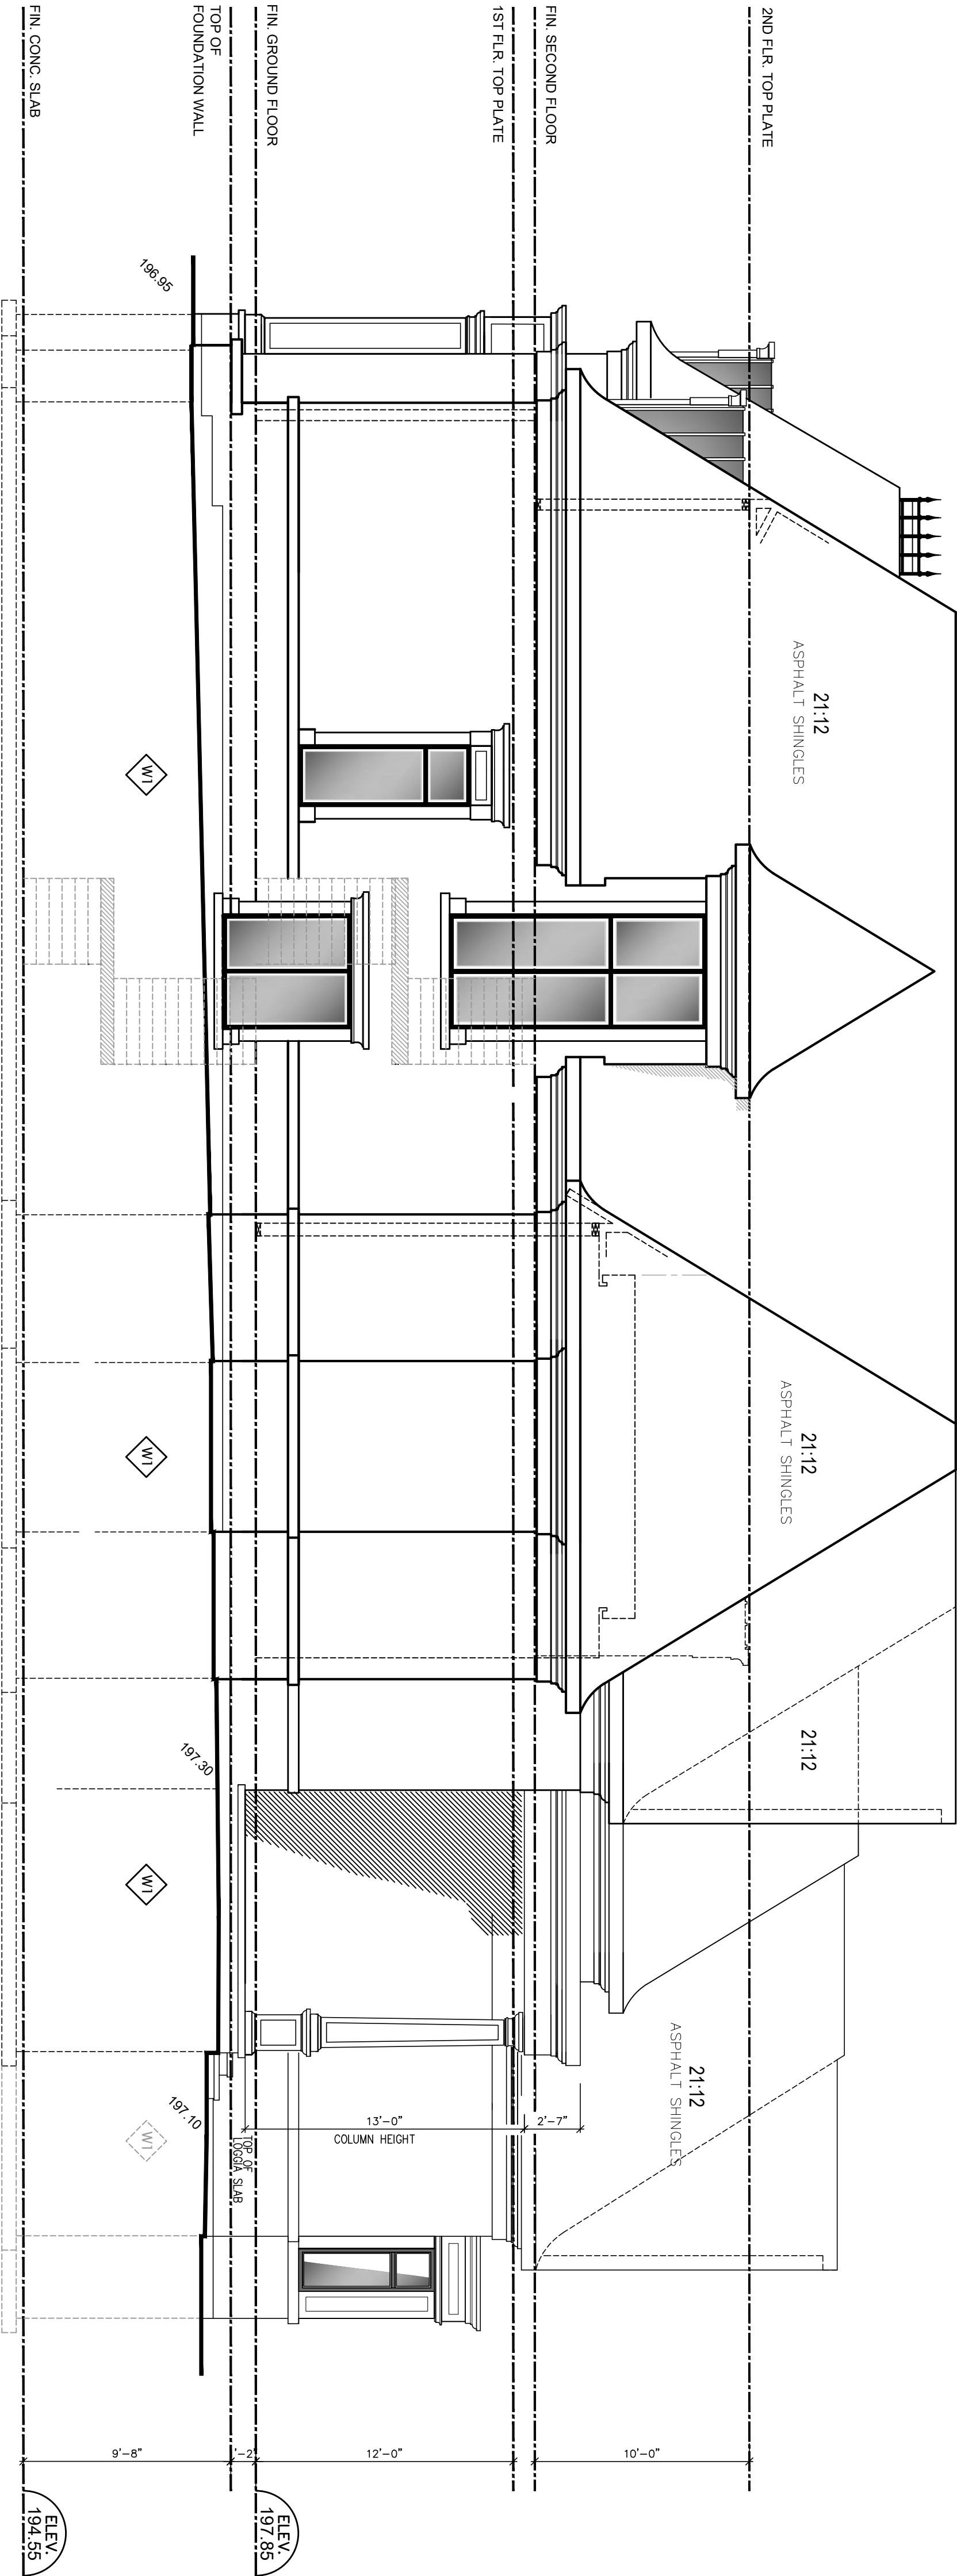 2ND FLR. TOP PLATE
FIN. SECOND FLOOR
1ST FLR. TOP PLATE
FIN. GROUND FLOOR
TOP OF
FOUNDATION WALL
FIN. CONC. SLAB
196.95
21:12
ASPHALT SHINGLES
W1
21:12
ASPHALT SHINGLES
W1
21:12
197.30
W1
21:12
ASPHALT SHINGLES
197.10
W1
13'-0"
COLUMN HEIGHT
2'-7"
TOP OF
LOGGIA SLAB
10'-0"
12'-0"
'-2"
9'-8"
ELEV.
197.85
ELEV.
194.55